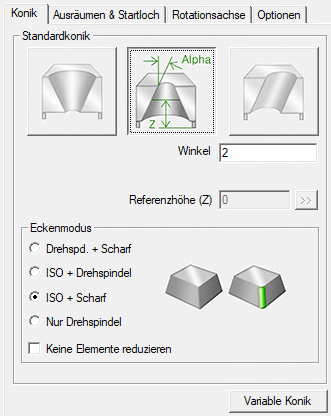 Konik Ausräumen & Startloch Rotationsachse Optionen
Standardkonik
Alpha
Z
Winkel 2
Referenzhöhe (Z) 0 >>
Eckenmodus
Drehspd. + Scharf
ISO + Drehspindel
ISO + Scharf
Nur Drehspindel
Keine Elemente reduzieren
Variable Konik